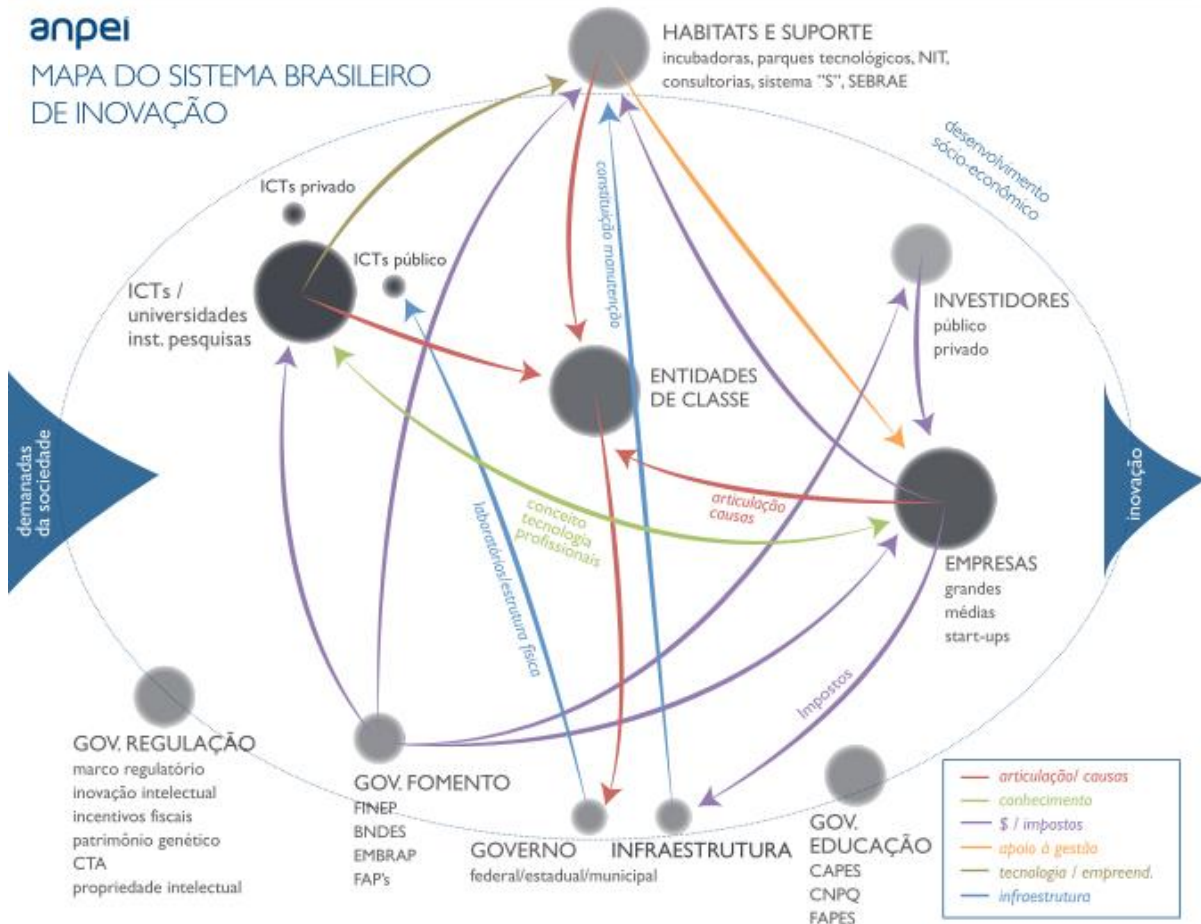 anpei
MAPA DO SISTEMA BRASILEIRO
DE INOVAÇÃO
HABITATS E SUPORTE
incubadoras, parques tecnológicos, NIT,
consultorias, sistema "S", SEBRAE
desenvolvimento
sócio-econômico
ICTs privado
ICTs público
ICTs /
universidades
inst. pesquisas
constituição manutenção
INVESTIDORES
público
privado
ENTIDADES
DE CLASSE
demanadas
da sociedade
inovação
articulação
causas
conceito
tecnologia
profissionais
laboratórios/estrutura física
EMPRESAS
grandes
médias
start-ups
Impostos
GOV. REGULAÇÃO
marco regulatório
inovação intelectual
incentivos fiscais
patrimônio genético
CTA
propriedade intelectual
GOV. FOMENTO
FINEP
BNDES
EMBRAP
FAP's
GOVERNO
federal/estadual/municipal
INFRAESTRUTURA
GOV.
EDUCAÇÃO
CAPES
CNPQ
FAPES
articulação/ causas
conhecimento
$ / impostos
apoio à gestão
tecnologia / empreend.
infraestrutura